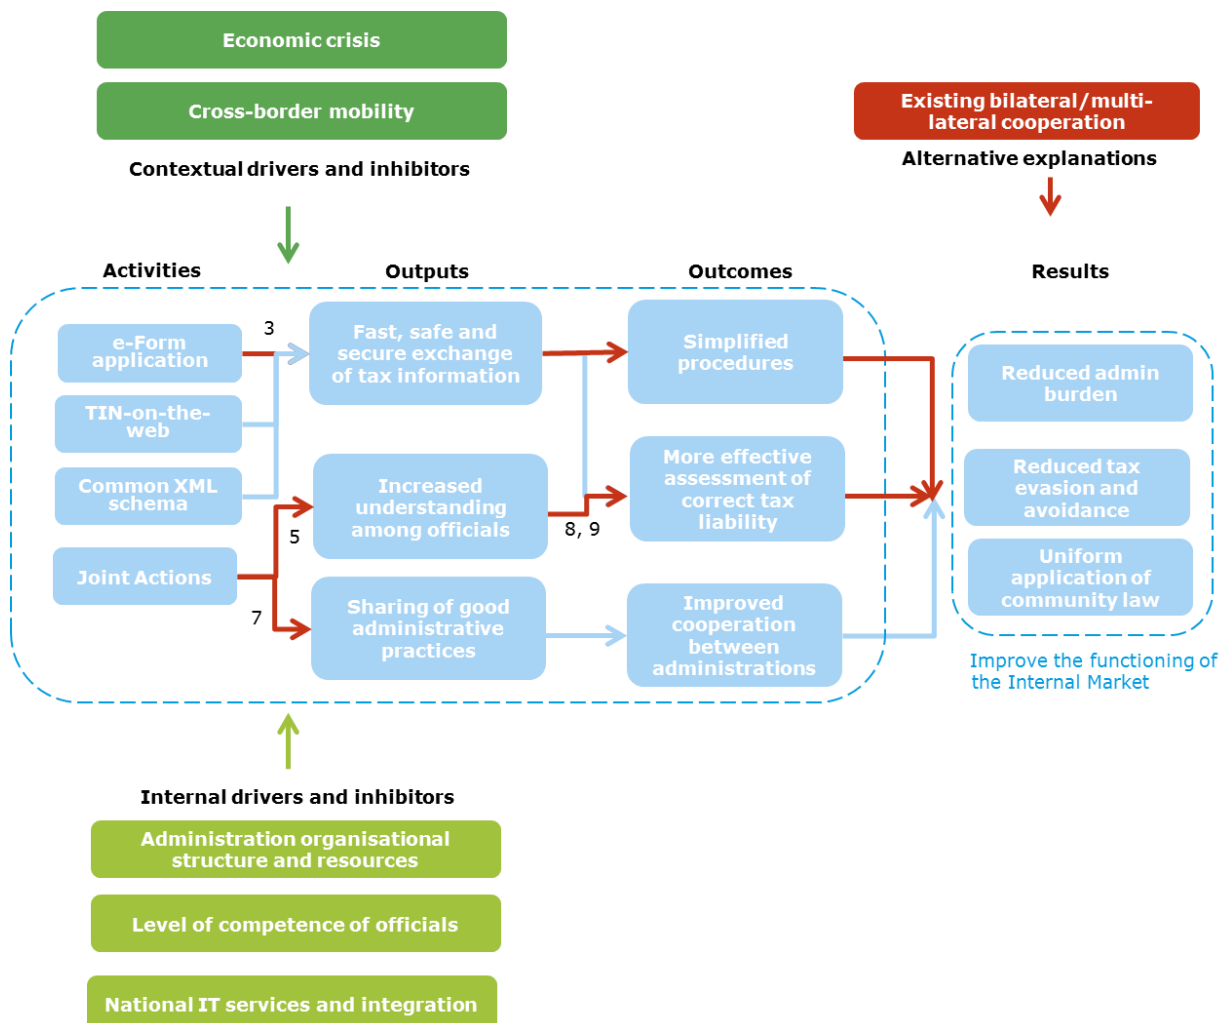 Economic crisis
Cross-border mobility
Contextual drivers and inhibitors
Existing bilateral/multi-
lateral cooperation
Alternative explanations
Activities
Outputs
Outcomes
Results
e-Form
application
3
TIN-on-the-
web
Common XML
schema
Joint Actions
5
7
Fast, safe and
secure exchange
of tax information
Increased
understanding
among officials
8, 9
Sharing of good
administrative
practices
Simplified
procedures
More effective
assessment of
correct tax
liability
Improved
cooperation
between
administrations
Reduced admin
burden
Reduced tax
evasion and
avoidance
Uniform
application of
community law
Improve the functioning of
the Internal Market
Internal drivers and inhibitors
Administration organisational
structure and resources
Level of competence of officials
National IT services and integration